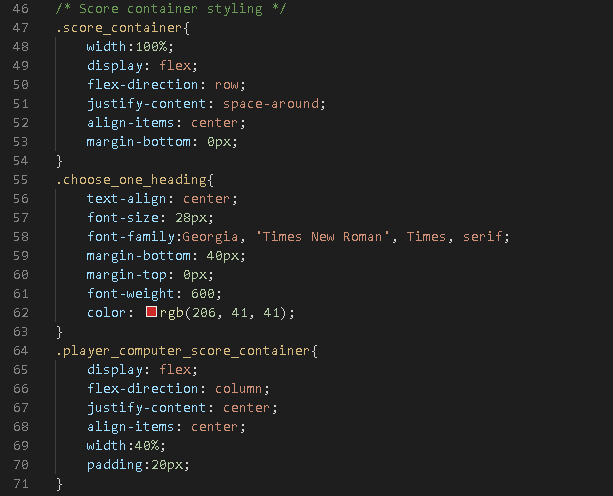 46 /* Score container styling */
47 .score_container{
48 width:100%;
49 display: flex;
50 flex-direction: row;
51 justify-content: space-around;
52 align-items: center;
53 margin-bottom: 0px;
54 }
55 .choose_one_heading{
56 text-align: center;
57 font-size: 28px;
58 font-family:Georgia, 'Times New Roman', Times, serif;
59 margin-bottom: 40px;
60 margin-top: 0px;
61 font-weight: 600;
62 color: rgb(206, 41, 41);
63 }
64 .player_computer_score_container{
65 display: flex;
66 flex-direction: column;
67 justify-content: center;
68 align-items: center;
69 width:40%;
70 padding:20px;
71 }